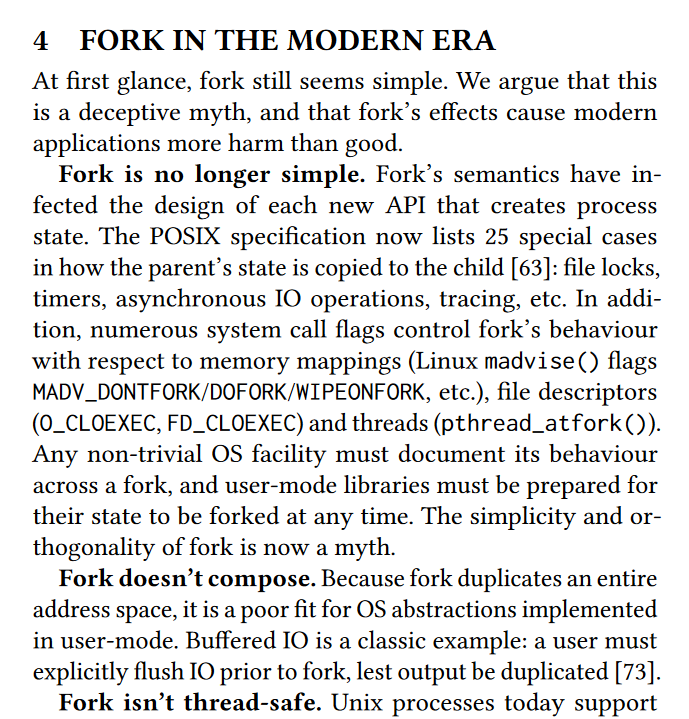 4 FORK IN THE MODERN ERA
At first glance, fork still seems simple. We argue that this
is a deceptive myth, and that fork’s effects cause modern
applications more harm than good.
Fork is no longer simple. Fork’s semantics have in-
fected the design of each new API that creates process
state. The POSIX specification now lists 25 special cases
in how the parent’s state is copied to the child [63]: file locks,
timers, asynchronous IO operations, tracing, etc. In addi-
tion, numerous system call flags control fork’s behaviour
with respect to memory mappings (Linux madvise() flags
MADV_DONTFORK/DOFORK/WIPEONFORK, etc.), file descriptors
(O_CLOEXEC, FD_CLOEXEC) and threads (pthread_atfork()).
Any non-trivial OS facility must document its behaviour
across a fork, and user-mode libraries must be prepared for
their state to be forked at any time. The simplicity and or-
thogonality of fork is now a myth.
Fork doesn’t compose. Because fork duplicates an entire
address space, it is a poor fit for OS abstractions implemented
in user-mode. Buffered IO is a classic example: a user must
explicitly flush IO prior to fork, lest output be duplicated [73].
Fork isn’t thread-safe. Unix processes today support